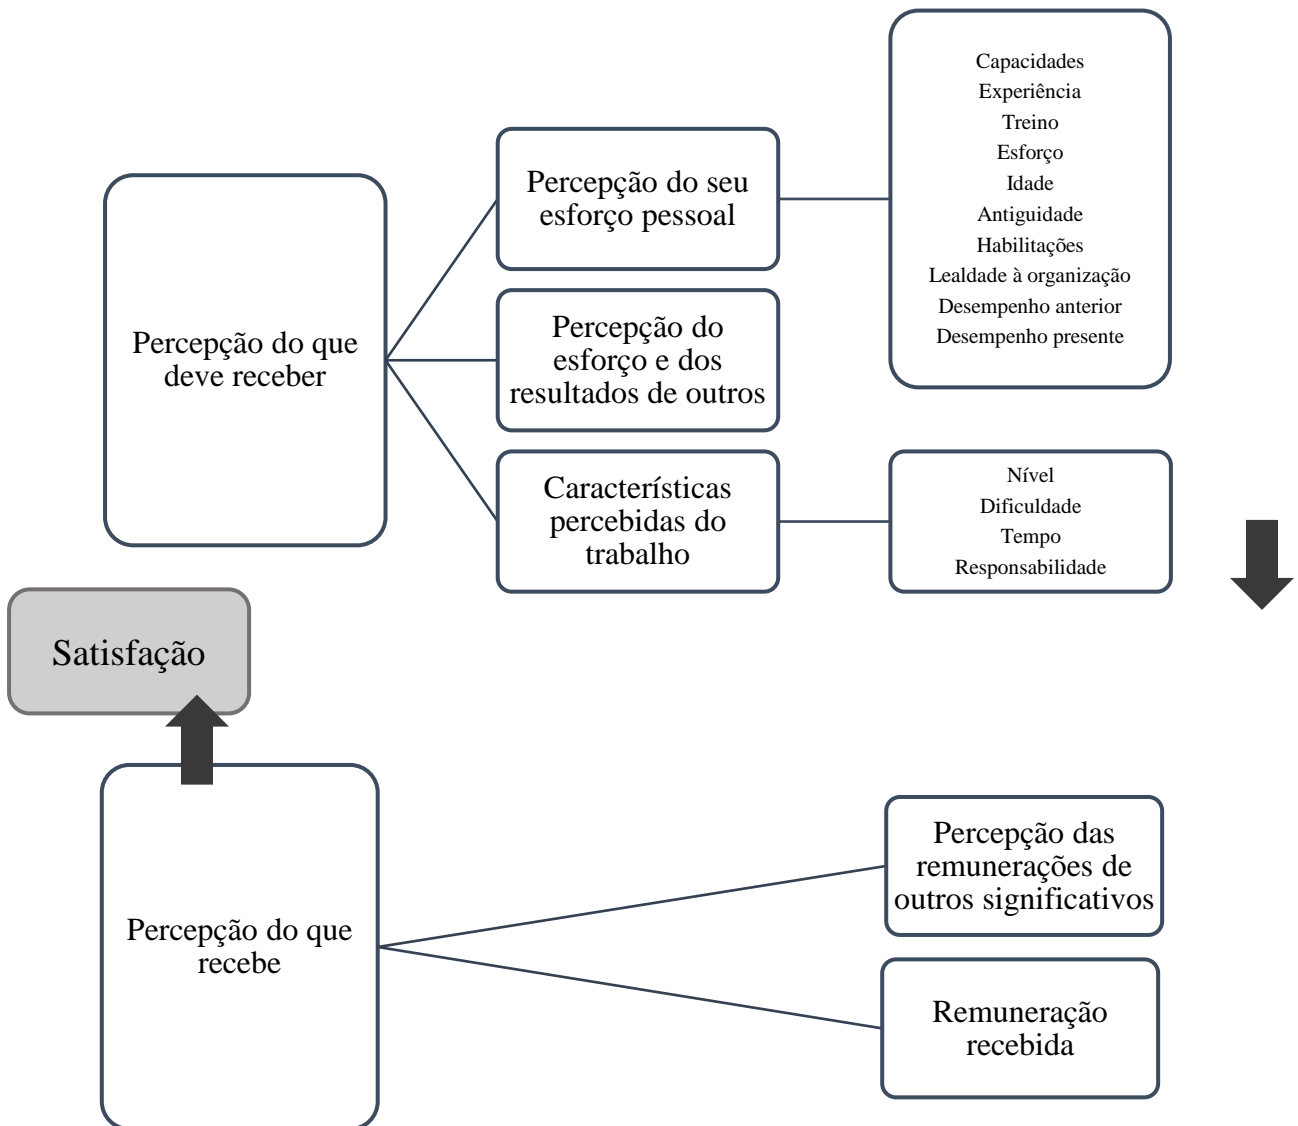 Percepção do que
deve receber
Percepção do seu
esforço pessoal
Capacidades
Experiência
Treino
Esforço
Idade
Antiguidade
Habilitações
Lealdade à organização
Desempenho anterior
Desempenho presente
Percepção do
esforço e dos
resultados de outros
Características
percebidas do
trabalho
Nível
Dificuldade
Tempo
Responsabilidade
Satisfação
Percepção do que
recebe
Percepção das
remunerações de
outros significativos
Remuneração
recebida